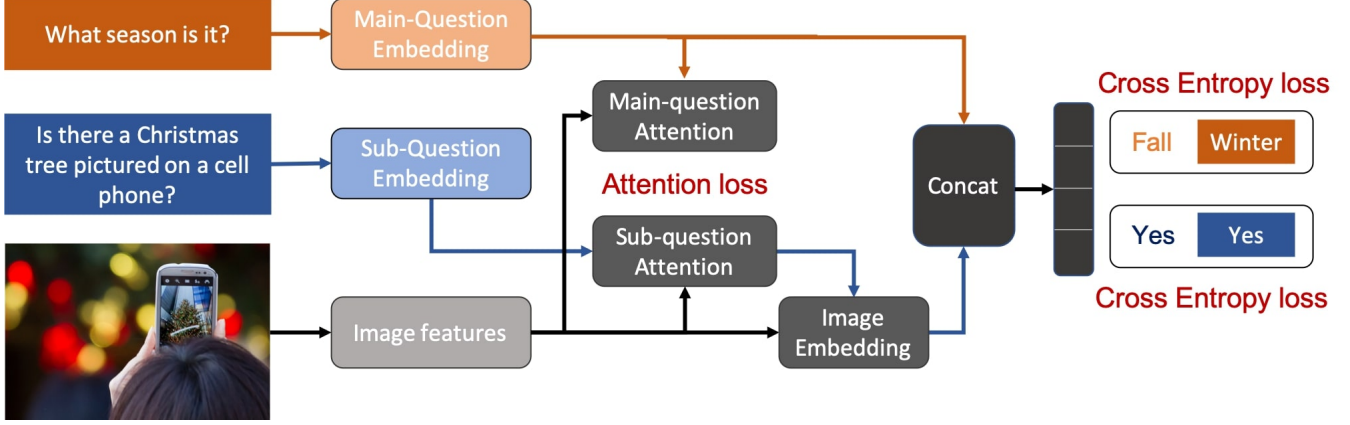 What season is it?
Main-Question
Embedding
Main-question
Attention
Cross Entropy loss
Fall
Winter
Is there a Christmas
tree pictured on a cell
phone?
Sub-Question
Embedding
Attention loss
Concat
Sub-question
Attention
Yes
Yes
Cross Entropy loss
Image features
Image
Embedding